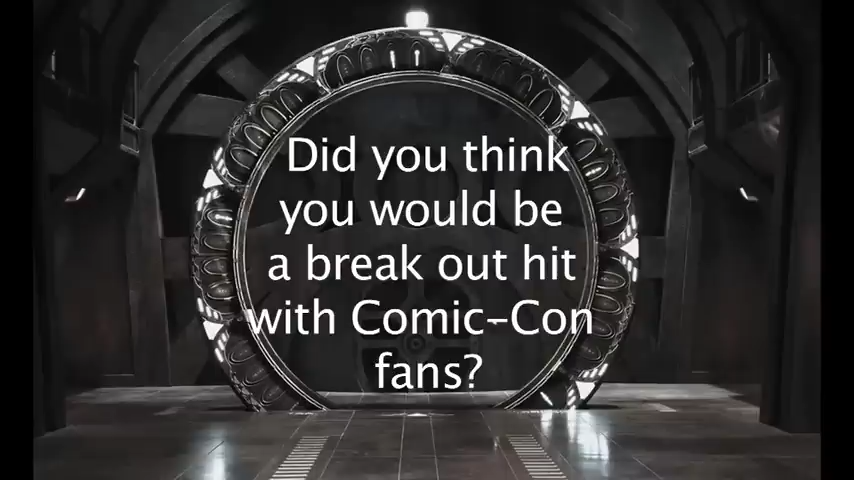 Did you think
you would be
a break out hit
with Comic-Con
fans?